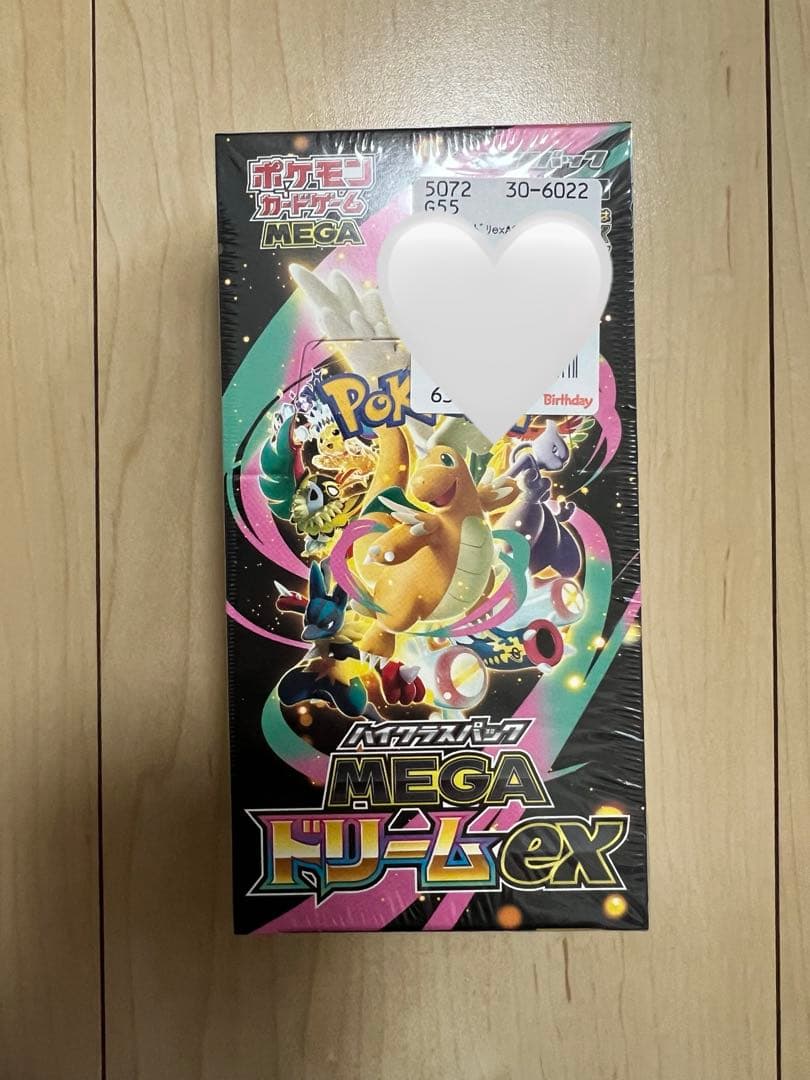 ポケモン
カードゲーム
MEGA
5072 30-6022
G55
Birthday
ハイクラスパック
MEGA
ドリームex